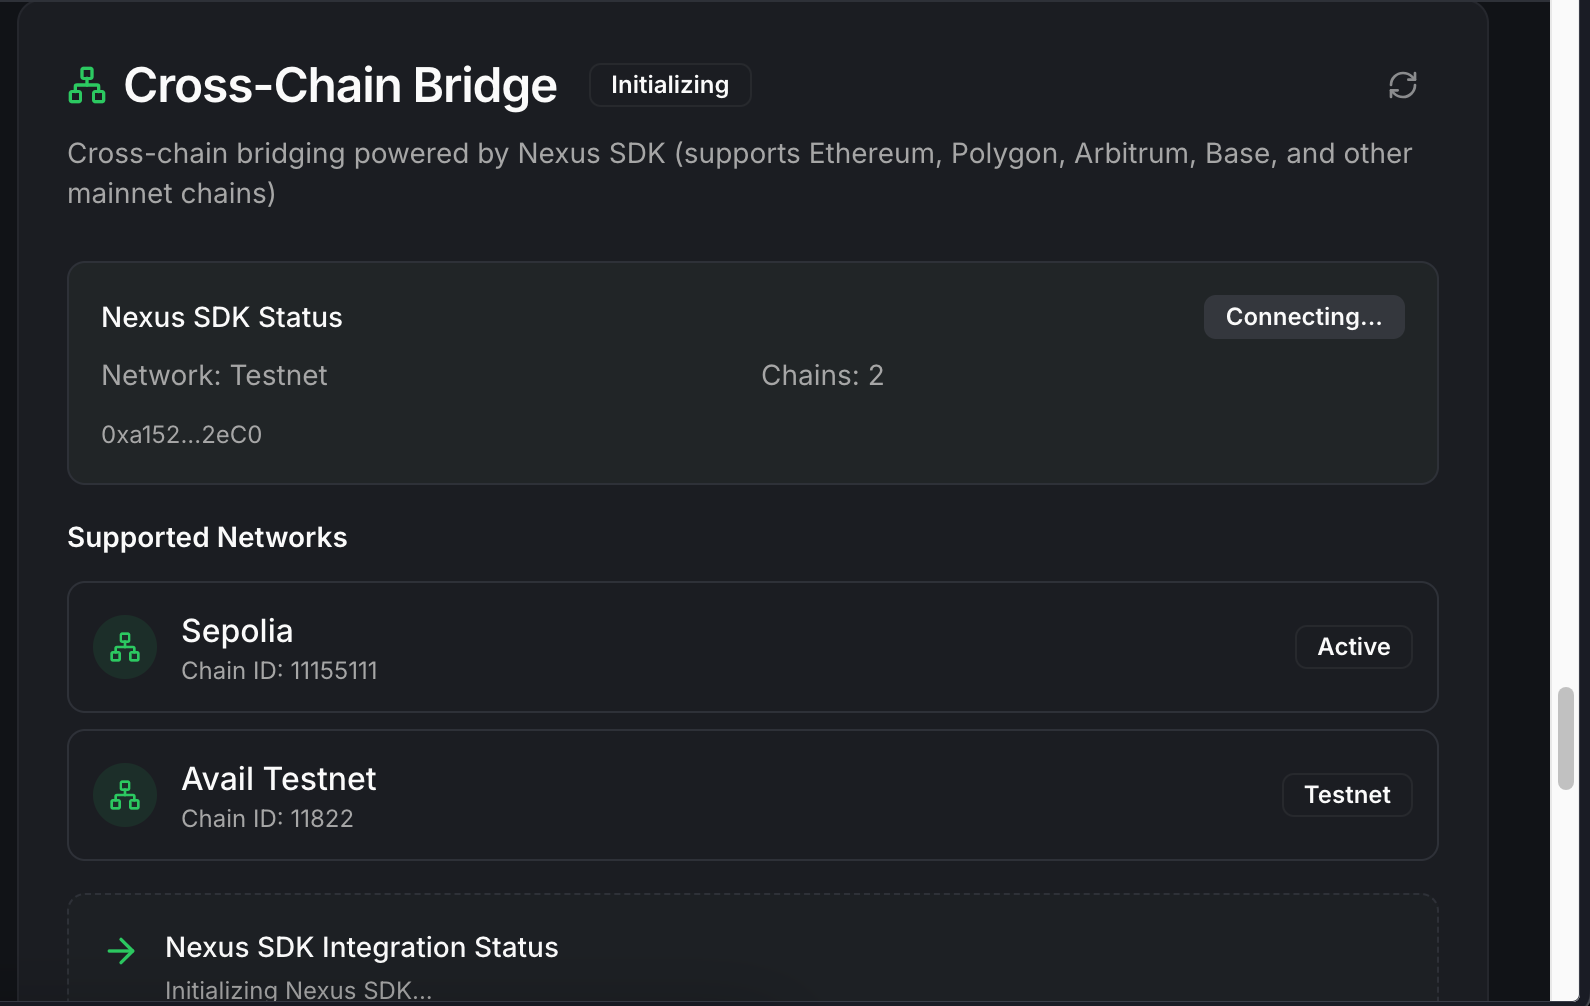 Cross-Chain Bridge
Initializing
Cross-chain bridging powered by Nexus SDK (supports Ethereum, Polygon, Arbitrum, Base, and other
mainnet chains)
Nexus SDK Status
Connecting...
Network: Testnet
Chains: 2
0xa152...2eC0
Supported Networks
Sepolia
Active
Chain ID: 11155111
Avail Testnet
Testnet
Chain ID: 11822
Nexus SDK Integration Status
Initializing Nexus SDK...